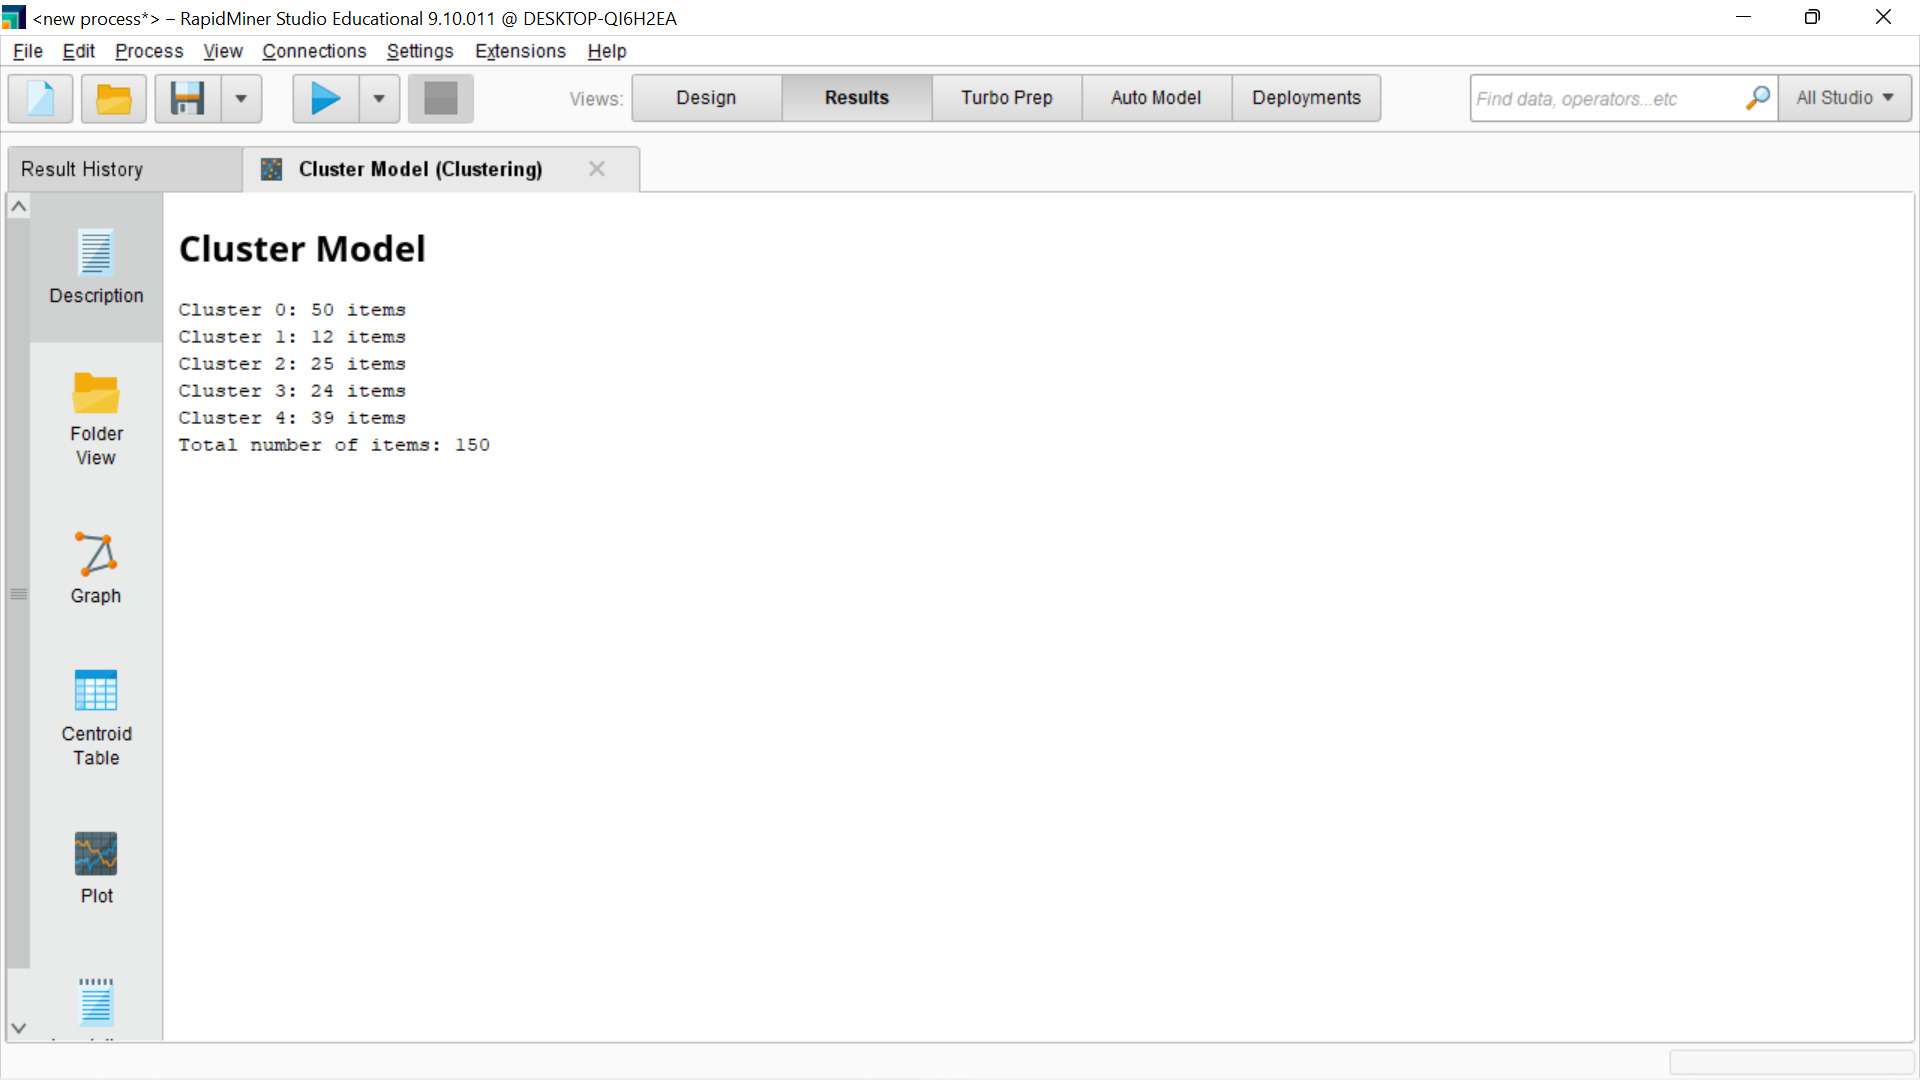 <new process*> – RapidMiner Studio Educational 9.10.011 @ DESKTOP-QI6H2EA
File Edit Process View Connections Settings Extensions Help
Views: Design Results Turbo Prep Auto Model Deployments Find data, operators...etc All Studio
Result History Cluster Model (Clustering)
Description
Folder
View
Graph
Centroid
Table
Plot
Cluster Model
Cluster 0: 50 items
Cluster 1: 12 items
Cluster 2: 25 items
Cluster 3: 24 items
Cluster 4: 39 items
Total number of items: 150